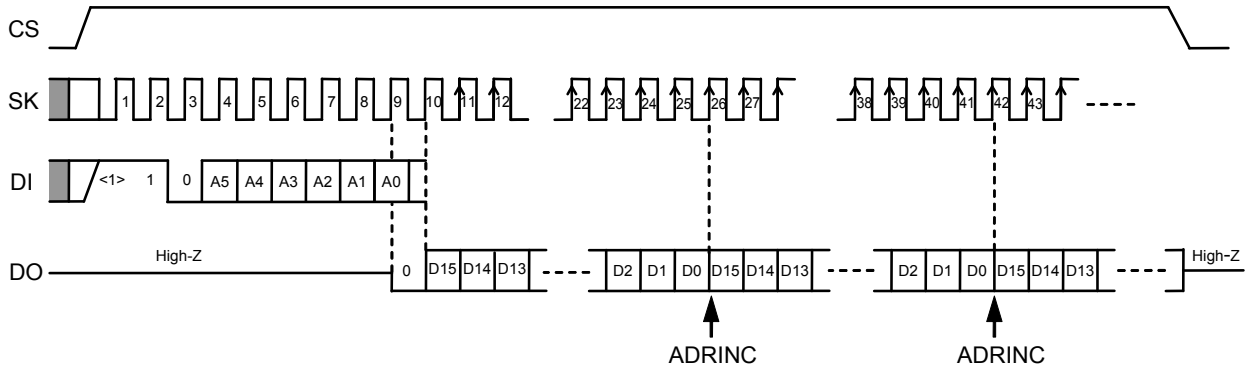 CS
SK 1 2 3 4 5 6 7 8 9 10 11 12 22 23 24 25 26 27 38 39 40 41 42 43
DI <1> 1 0 A5 A4 A3 A2 A1 A0
DO High-Z 0 D15 D14 D13 D2 D1 D0 D15 D14 D13 D2 D1 D0 D15 D14 D13 High-Z
ADRINC ADRINC